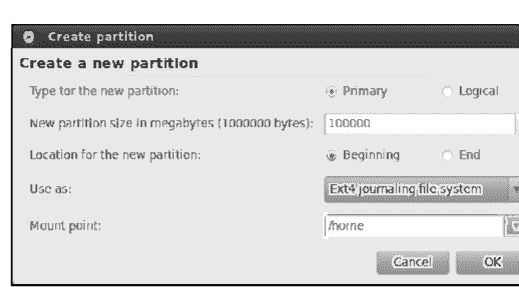 Create partition
Create a new partition
Type for the new partition: Primary Logical
New partition size in megabytes (1000000 bytes): 100000
Location for the new partition: Beginning End
Use as: Ext4 journaling file system
Mount point: /home
Cancel OK